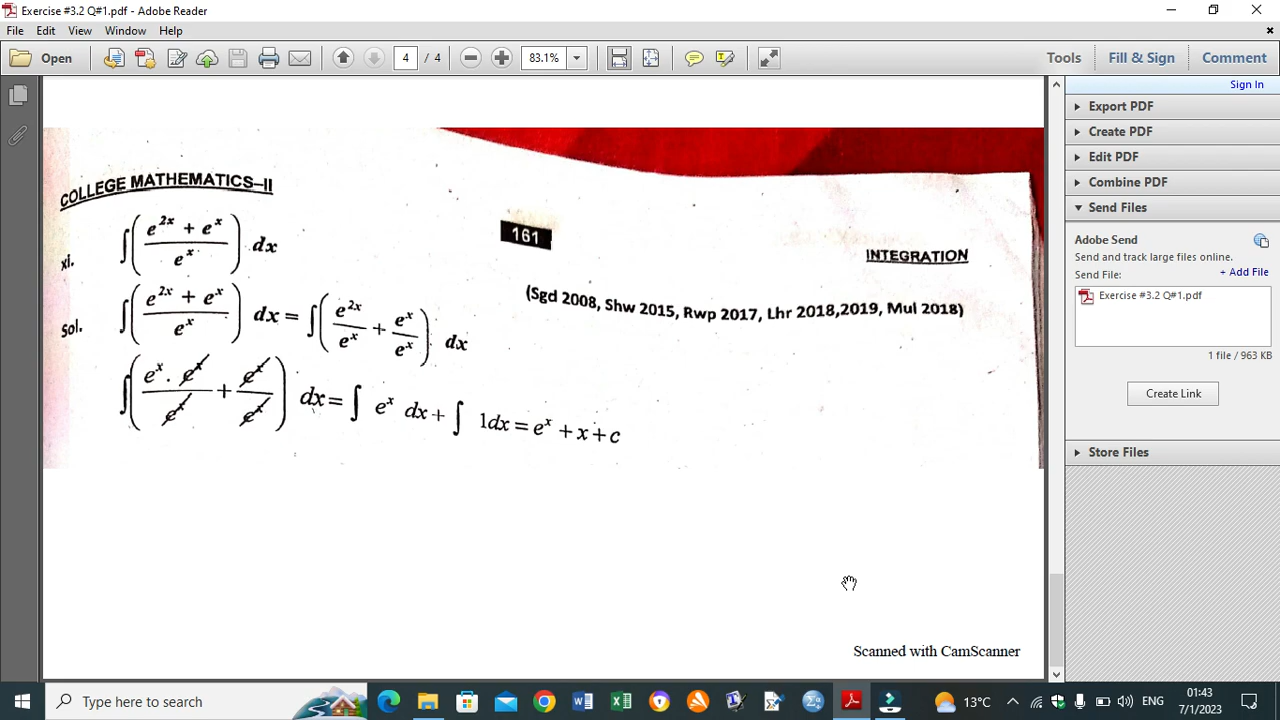 Exercise #3.2 Q#1.pdf - Adobe Reader
File Edit View Window Help
Open 4 / 4 83.1% Tools Fill & Sign Comment
Sign In
Export PDF
Create PDF
Edit PDF
Combine PDF
Send Files
Adobe Send
Send and track large files online.
Send File:
+ Add File
Exercise #3.2 Q#1.pdf
1 file / 963 KB
Create Link
Store Files
COLLEGE MATHEMATICS–II
161
INTEGRATION
xi. ∫((e^{2x} + e^x)/e^x) dx
(Sgd 2008, Shw 2015, Rwp 2017, Lhr 2018,2019, Mul 2018)
sol. ∫((e^{2x} + e^x)/e^x) dx = ∫(e^{2x}/e^x + e^x/e^x) dx
∫((e^x . e^x)/e^x + e^x/e^x) dx = ∫ e^x dx + ∫ 1dx = e^x + x + c
Scanned with CamScanner
Type here to search
13°C ENG 01:43
7/1/2023